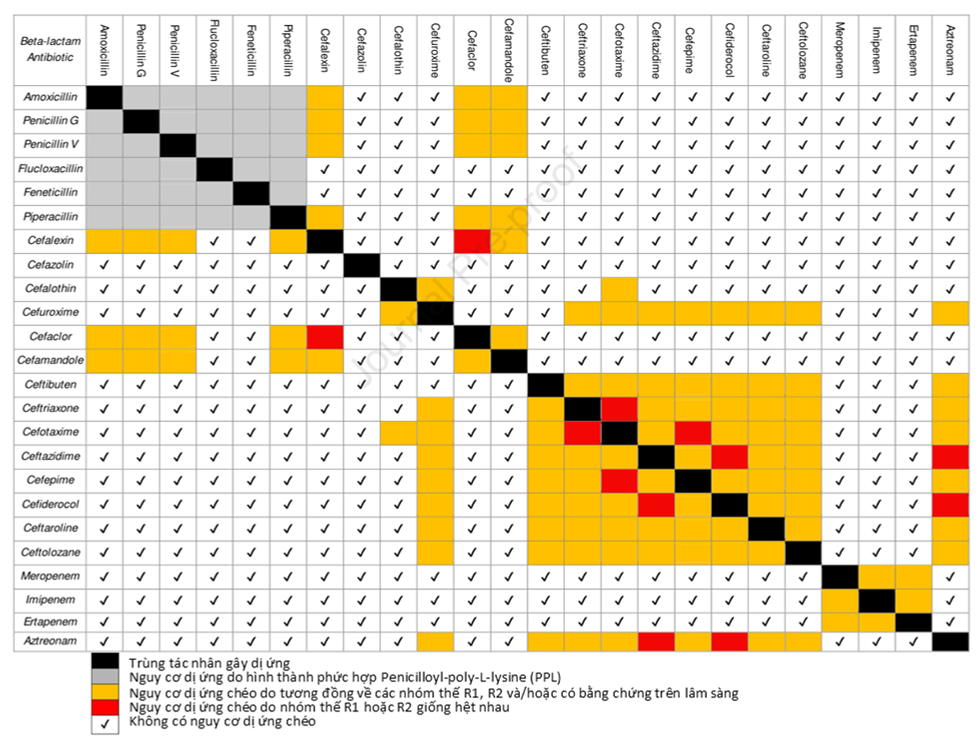 Beta-lactam
Antibiotic
Amoxicillin
Penicillin G
Penicillin V
Flucloxacillin
Feneticillin
Piperacillin
Cefalexin
Cefazolin
Cefalothin
Cefuroxime
Cefaclor
Cefamandole
Ceftibuten
Ceftriaxone
Cefotaxime
Ceftazidime
Cefepime
Cefiderocol
Ceftaroline
Ceftolozane
Meropenem
Imipenem
Ertapenem
Aztreonam
Amoxicillin
Penicillin G
Penicillin V
Flucloxacillin
Feneticillin
Piperacillin
Cefalexin
Cefazolin
Cefalothin
Cefuroxime
Cefaclor
Cefamandole
Ceftibuten
Ceftriaxone
Cefotaxime
Ceftazidime
Cefepime
Cefiderocol
Ceftaroline
Ceftolozane
Meropenem
Imipenem
Ertapenem
Aztreonam
Journal Pre-proof
Trùng tác nhân gây dị ứng
Nguy cơ dị ứng do hình thành phức hợp Penicilloyl-poly-L-lysine (PPL)
Nguy cơ dị ứng chéo do tương đồng về các nhóm thế R1, R2 và/hoặc có bằng chứng trên lâm sàng
Nguy cơ dị ứng chéo do nhóm thế R1 hoặc R2 giống hệt nhau
Không có nguy cơ dị ứng chéo